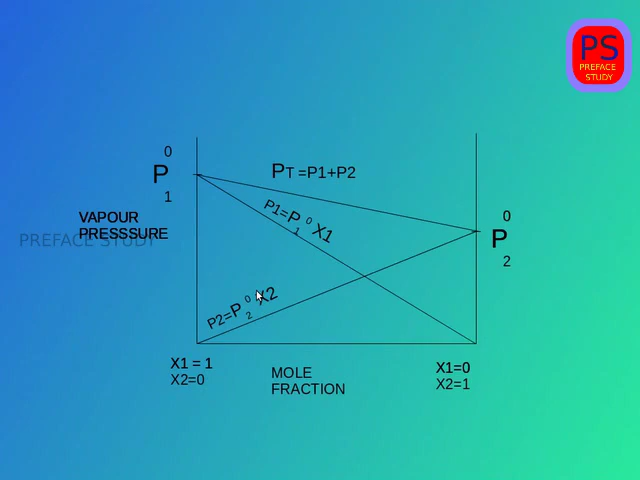 PS
PREFACE
STUDY
0
P
1
PT =P1+P2
P1=P
0
1
X1
VAPOUR
PRESSSURE
PREFACE STUDY
0
P
2
P2=P
0
2
X2
X1 = 1
X2=0
MOLE
FRACTION
X1=0
X2=1